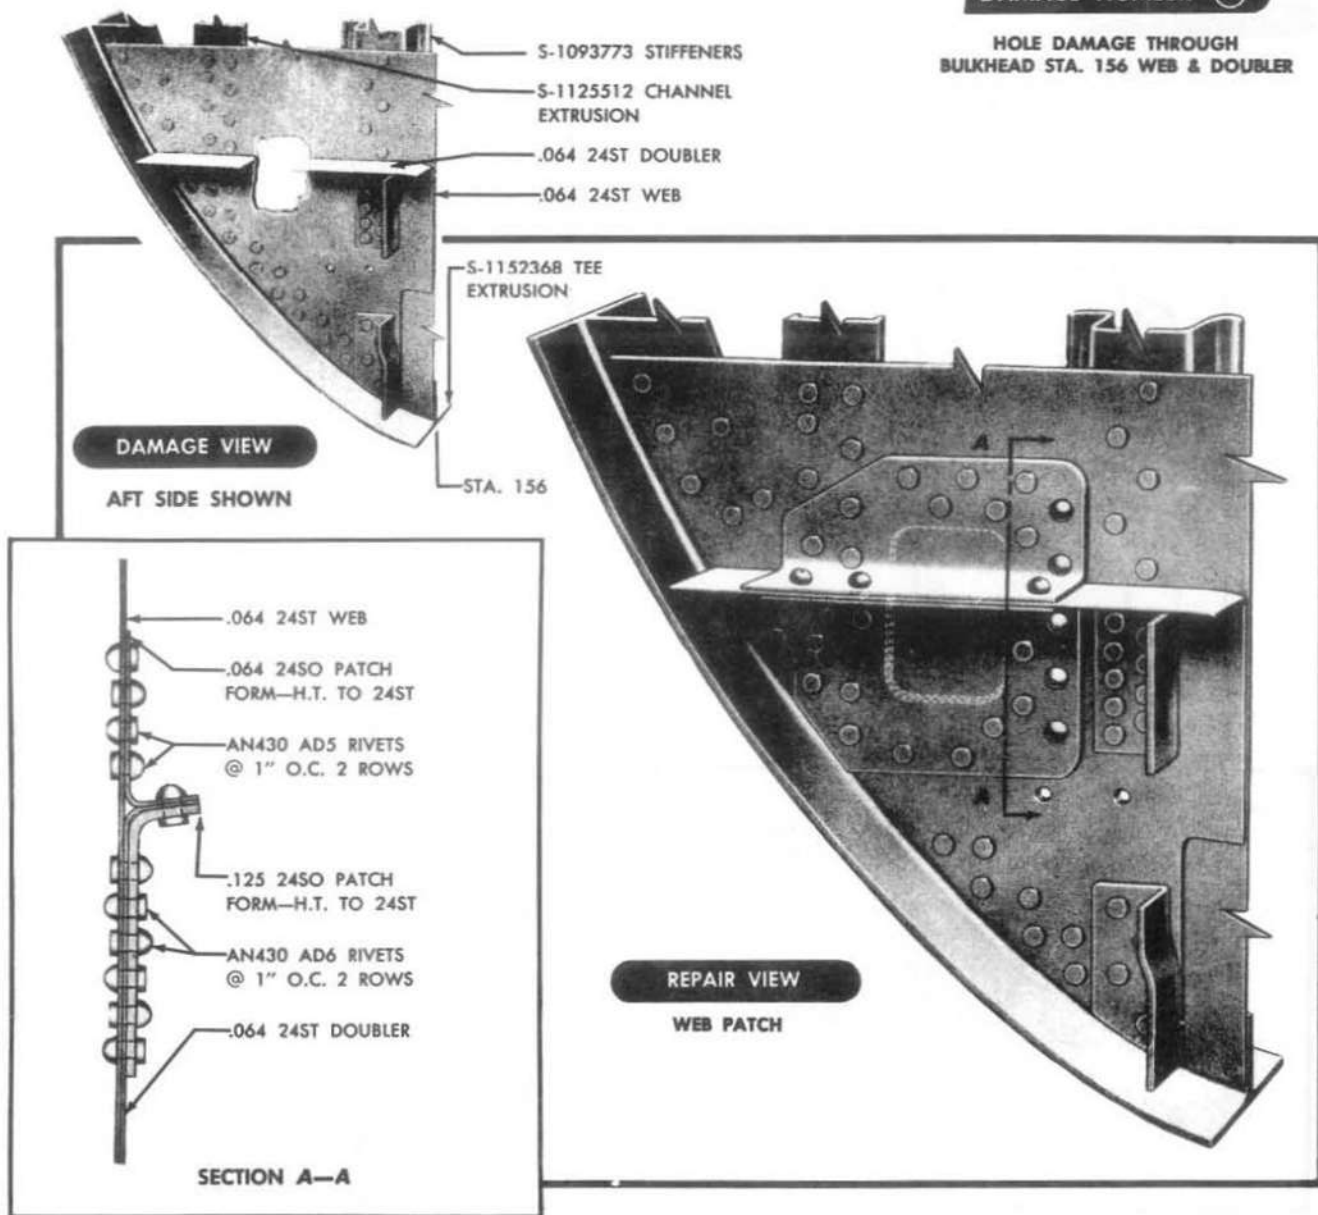 HOLE DAMAGE THROUGH
BULKHEAD STA. 156 WEB & DOUBLER
S-1093773 STIFFENERS
S-1125512 CHANNEL
EXTRUSION
.064 24ST DOUBLER
.064 24ST WEB
S-1152368 TEE
EXTRUSION
DAMAGE VIEW
AFT SIDE SHOWN
STA. 156
A
A
REPAIR VIEW
WEB PATCH
.064 24ST WEB
.064 24SO PATCH
FORM—H.T. TO 24ST
AN430 AD5 RIVETS
@ 1" O.C. 2 ROWS
.125 24SO PATCH
FORM—H.T. TO 24ST
AN430 AD6 RIVETS
@ 1" O.C. 2 ROWS
.064 24ST DOUBLER
SECTION A—A